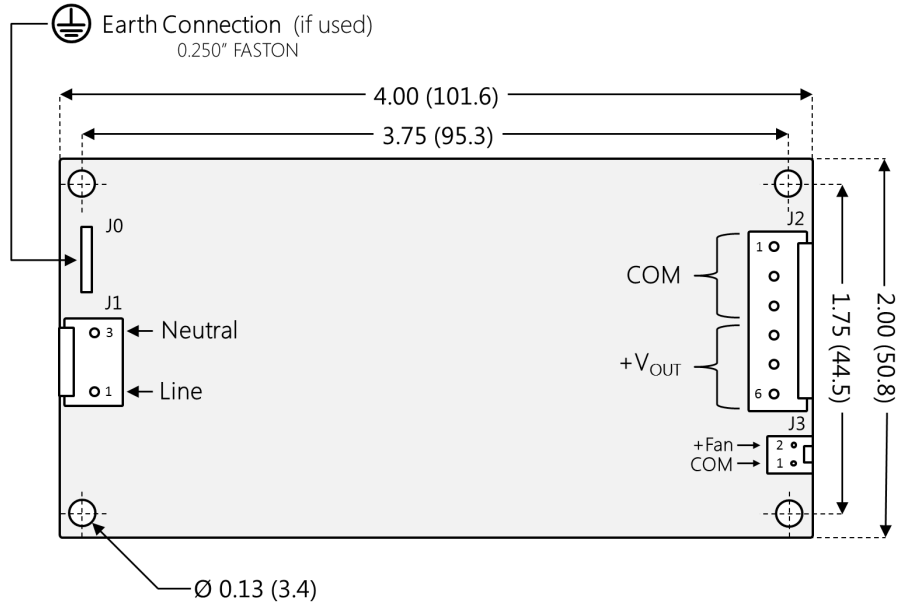 Earth Connection (if used)
0.250" FASTON
4.00 (101.6)
3.75 (95.3)
J0
J2
1
COM
J1
3
Neutral
+VOUT
1
Line
6
1.75 (44.5)
2.00 (50.8)
J3
+Fan
2
COM
1
Ø 0.13 (3.4)